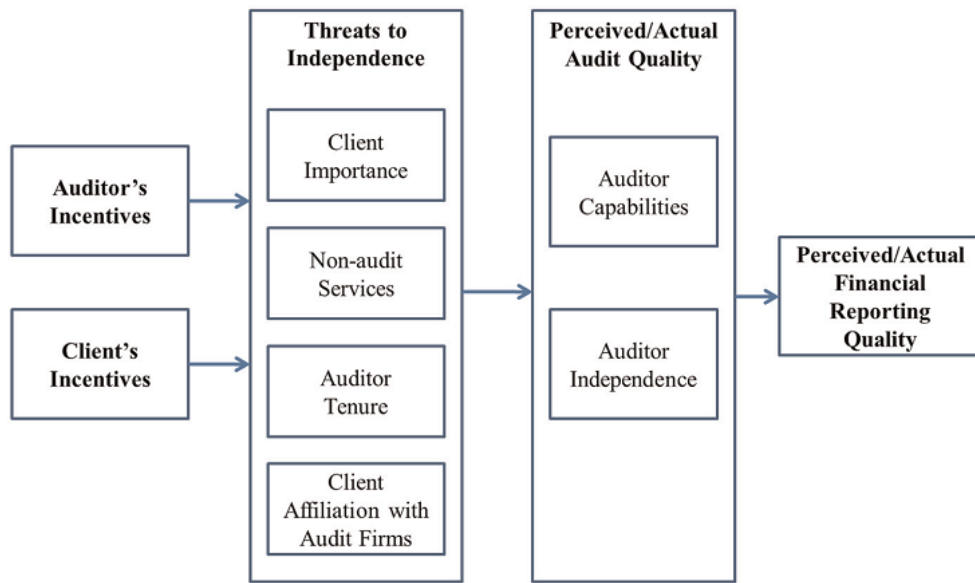 Auditor's
Incentives
Client's
Incentives
Threats to
Independence
Client
Importance
Non-audit
Services
Auditor
Tenure
Client
Affiliation with
Audit Firms
Perceived/Actual
Audit Quality
Auditor
Capabilities
Auditor
Independence
Perceived/Actual
Financial
Reporting
Quality